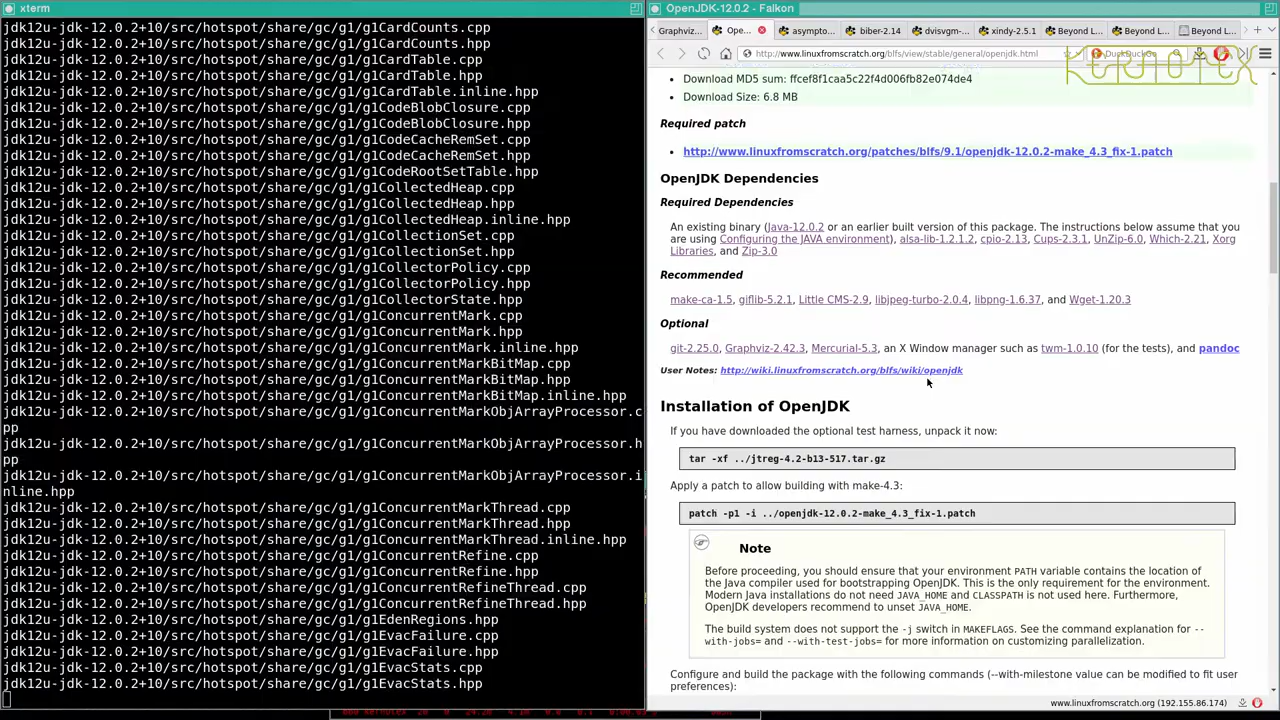 xterm
jdk12u-jdk-12.0.2+10/src/hotspot/share/gc/g1/g1CardCounts.cpp
jdk12u-jdk-12.0.2+10/src/hotspot/share/gc/g1/g1CardCounts.hpp
jdk12u-jdk-12.0.2+10/src/hotspot/share/gc/g1/g1CardTable.cpp
jdk12u-jdk-12.0.2+10/src/hotspot/share/gc/g1/g1CardTable.hpp
jdk12u-jdk-12.0.2+10/src/hotspot/share/gc/g1/g1CardTable.inline.hpp
jdk12u-jdk-12.0.2+10/src/hotspot/share/gc/g1/g1CodeBlobClosure.cpp
jdk12u-jdk-12.0.2+10/src/hotspot/share/gc/g1/g1CodeBlobClosure.hpp
jdk12u-jdk-12.0.2+10/src/hotspot/share/gc/g1/g1CodeCacheRemSet.cpp
jdk12u-jdk-12.0.2+10/src/hotspot/share/gc/g1/g1CodeCacheRemSet.hpp
jdk12u-jdk-12.0.2+10/src/hotspot/share/gc/g1/g1CodeRootSetTable.hpp
jdk12u-jdk-12.0.2+10/src/hotspot/share/gc/g1/g1CollectedHeap.cpp
jdk12u-jdk-12.0.2+10/src/hotspot/share/gc/g1/g1CollectedHeap.hpp
jdk12u-jdk-12.0.2+10/src/hotspot/share/gc/g1/g1CollectedHeap.inline.hpp
jdk12u-jdk-12.0.2+10/src/hotspot/share/gc/g1/g1CollectionSet.cpp
jdk12u-jdk-12.0.2+10/src/hotspot/share/gc/g1/g1CollectionSet.hpp
jdk12u-jdk-12.0.2+10/src/hotspot/share/gc/g1/g1CollectorPolicy.cpp
jdk12u-jdk-12.0.2+10/src/hotspot/share/gc/g1/g1CollectorPolicy.hpp
jdk12u-jdk-12.0.2+10/src/hotspot/share/gc/g1/g1CollectorState.hpp
jdk12u-jdk-12.0.2+10/src/hotspot/share/gc/g1/g1ConcurrentMark.cpp
jdk12u-jdk-12.0.2+10/src/hotspot/share/gc/g1/g1ConcurrentMark.hpp
jdk12u-jdk-12.0.2+10/src/hotspot/share/gc/g1/g1ConcurrentMark.inline.hpp
jdk12u-jdk-12.0.2+10/src/hotspot/share/gc/g1/g1ConcurrentMarkBitMap.cpp
jdk12u-jdk-12.0.2+10/src/hotspot/share/gc/g1/g1ConcurrentMarkBitMap.hpp
jdk12u-jdk-12.0.2+10/src/hotspot/share/gc/g1/g1ConcurrentMarkBitMap.inline.hpp
jdk12u-jdk-12.0.2+10/src/hotspot/share/gc/g1/g1ConcurrentMarkObjArrayProcessor.c
pp
jdk12u-jdk-12.0.2+10/src/hotspot/share/gc/g1/g1ConcurrentMarkObjArrayProcessor.h
pp
jdk12u-jdk-12.0.2+10/src/hotspot/share/gc/g1/g1ConcurrentMarkObjArrayProcessor.i
nline.hpp
jdk12u-jdk-12.0.2+10/src/hotspot/share/gc/g1/g1ConcurrentMarkThread.cpp
jdk12u-jdk-12.0.2+10/src/hotspot/share/gc/g1/g1ConcurrentMarkThread.hpp
jdk12u-jdk-12.0.2+10/src/hotspot/share/gc/g1/g1ConcurrentMarkThread.inline.hpp
jdk12u-jdk-12.0.2+10/src/hotspot/share/gc/g1/g1ConcurrentRefine.cpp
jdk12u-jdk-12.0.2+10/src/hotspot/share/gc/g1/g1ConcurrentRefine.hpp
jdk12u-jdk-12.0.2+10/src/hotspot/share/gc/g1/g1ConcurrentRefineThread.cpp
jdk12u-jdk-12.0.2+10/src/hotspot/share/gc/g1/g1ConcurrentRefineThread.hpp
jdk12u-jdk-12.0.2+10/src/hotspot/share/gc/g1/g1EdenRegions.hpp
jdk12u-jdk-12.0.2+10/src/hotspot/share/gc/g1/g1EvacFailure.cpp
jdk12u-jdk-12.0.2+10/src/hotspot/share/gc/g1/g1EvacFailure.hpp
jdk12u-jdk-12.0.2+10/src/hotspot/share/gc/g1/g1EvacStats.cpp
jdk12u-jdk-12.0.2+10/src/hotspot/share/gc/g1/g1EvacStats.hpp
OpenJDK-12.0.2 - Falkon
Graphviz... Ope... asympto... biber-2.14 dvisvgm-... xindy-2.5.1 Beyond L... Beyond L... Beyond L...
http://www.linuxfromscratch.org/blfs/view/stable/general/openjdk.html DuckDuckGo
KERNOTEX
Download MD5 sum: ffcef8f1caa5c22f4d006fb82e074de4
Download Size: 6.8 MB
Required patch
http://www.linuxfromscratch.org/patches/blfs/9.1/openjdk-12.0.2-make_4.3_fix-1.patch
OpenJDK Dependencies
Required Dependencies
An existing binary (Java-12.0.2 or an earlier built version of this package. The instructions below assume that you
are using Configuring the JAVA environment), alsa-lib-1.2.1.2, cpio-2.13, Cups-2.3.1, UnZip-6.0, Which-2.21, Xorg
Libraries, and Zip-3.0
Recommended
make-ca-1.5, giflib-5.2.1, Little CMS-2.9, libjpeg-turbo-2.0.4, libpng-1.6.37, and Wget-1.20.3
Optional
git-2.25.0, Graphviz-2.42.3, Mercurial-5.3, an X Window manager such as twm-1.0.10 (for the tests), and pandoc
User Notes: http://wiki.linuxfromscratch.org/blfs/wiki/openjdk
Installation of OpenJDK
If you have downloaded the optional test harness, unpack it now:
tar -xf ../jtreg-4.2-b13-517.tar.gz
Apply a patch to allow building with make-4.3:
patch -p1 -i ../openjdk-12.0.2-make_4.3_fix-1.patch
Note
Before proceeding, you should ensure that your environment PATH variable contains the location of
the Java compiler used for bootstrapping OpenJDK. This is the only requirement for the environment.
Modern Java installations do not need JAVA_HOME and CLASSPATH is not used here. Furthermore,
OpenJDK developers recommend to unset JAVA_HOME.
The build system does not support the -j switch in MAKEFLAGS. See the command explanation for --
with-jobs= and --with-test-jobs= for more information on customizing parallelization.
Configure and build the package with the following commands (--with-milestone value can be modified to fit user
preferences):
www.linuxfromscratch.org (192.155.86.174)